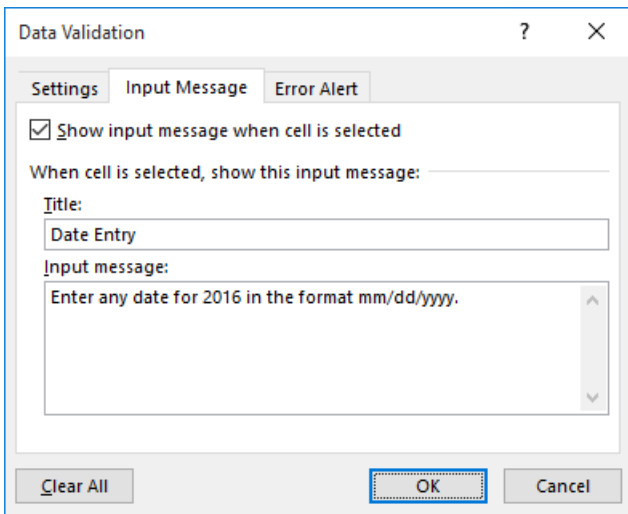 Data Validation ?
Settings Input Message Error Alert
Show input message when cell is selected
When cell is selected, show this input message:
Title:
Date Entry
Input message:
Enter any date for 2016 in the format mm/dd/yyyy.
Clear All OK Cancel